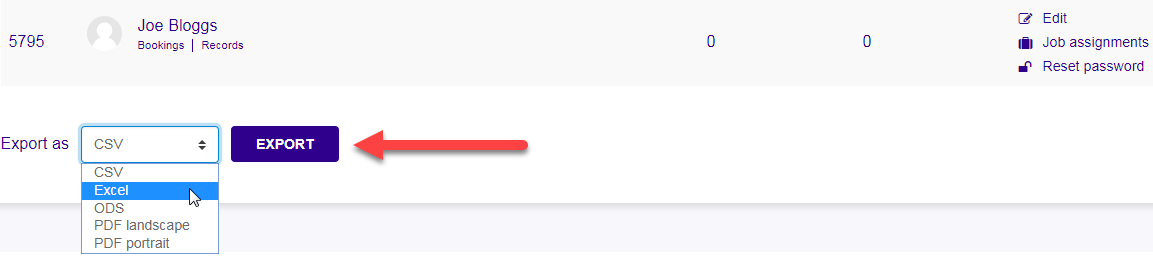 Joe Bloggs
5795
Bookings | Records
0
0
Edit
Job assignments
Reset password
Export as
CSV
EXPORT
CSV
Excel
ODS
PDF landscape
PDF portrait